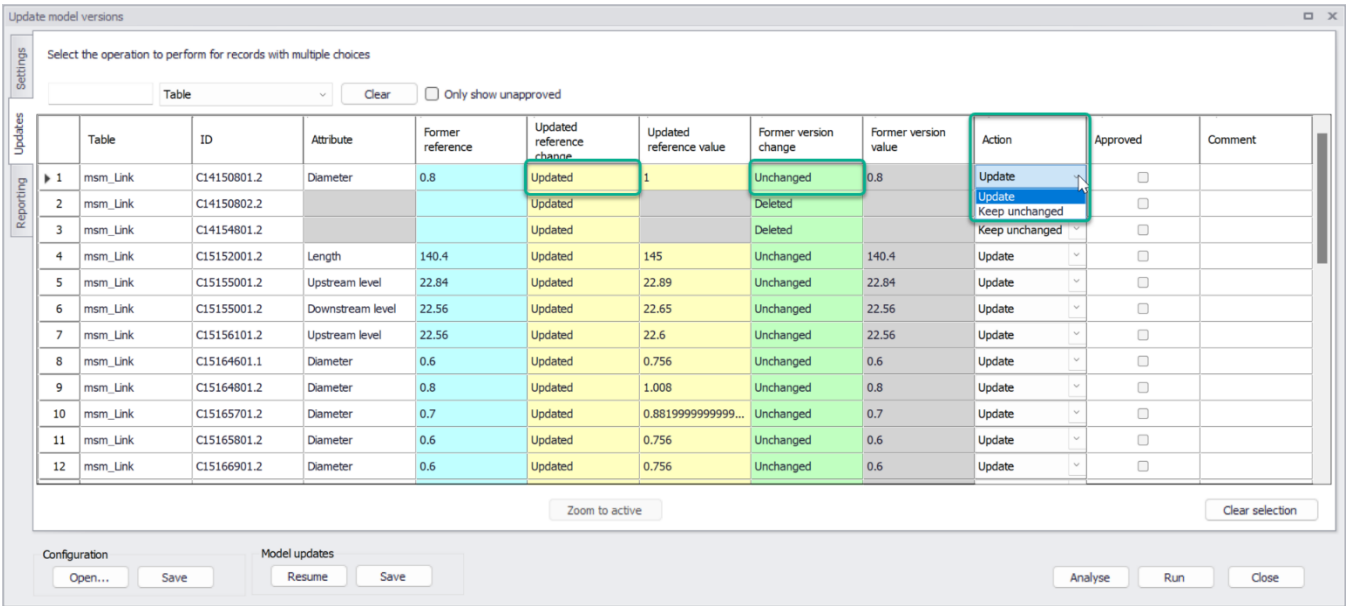 Update model versions
Settings
Updates
Reporting
Select the operation to perform for records with multiple choices
Table Clear Only show unapproved
Table ID Attribute Former reference Updated reference change Updated reference value Former version change Former version value Action Approved Comment
1 msm_Link C14150801.2 Diameter 0.8 Updated 1 Unchanged 0.8 Update
Update
Keep unchanged
2 msm_Link C14150802.2 Updated Deleted
3 msm_Link C14154801.2 Updated Deleted Keep unchanged
4 msm_Link C15152001.2 Length 140.4 Updated 145 Unchanged 140.4 Update
5 msm_Link C15155001.2 Upstream level 22.84 Updated 22.89 Unchanged 22.84 Update
6 msm_Link C15155001.2 Downstream level 22.56 Updated 22.65 Unchanged 22.56 Update
7 msm_Link C15156101.2 Upstream level 22.56 Updated 22.6 Unchanged 22.56 Update
8 msm_Link C15164601.1 Diameter 0.6 Updated 0.756 Unchanged 0.6 Update
9 msm_Link C15164801.2 Diameter 0.8 Updated 1.008 Unchanged 0.8 Update
10 msm_Link C15165701.2 Diameter 0.7 Updated 0.8819999999999... Unchanged 0.7 Update
11 msm_Link C15165801.2 Diameter 0.6 Updated 0.756 Unchanged 0.6 Update
12 msm_Link C15166901.2 Diameter 0.6 Updated 0.756 Unchanged 0.6 Update
Zoom to active Clear selection
Configuration Model updates
Open... Save Resume Save Analyse Run Close